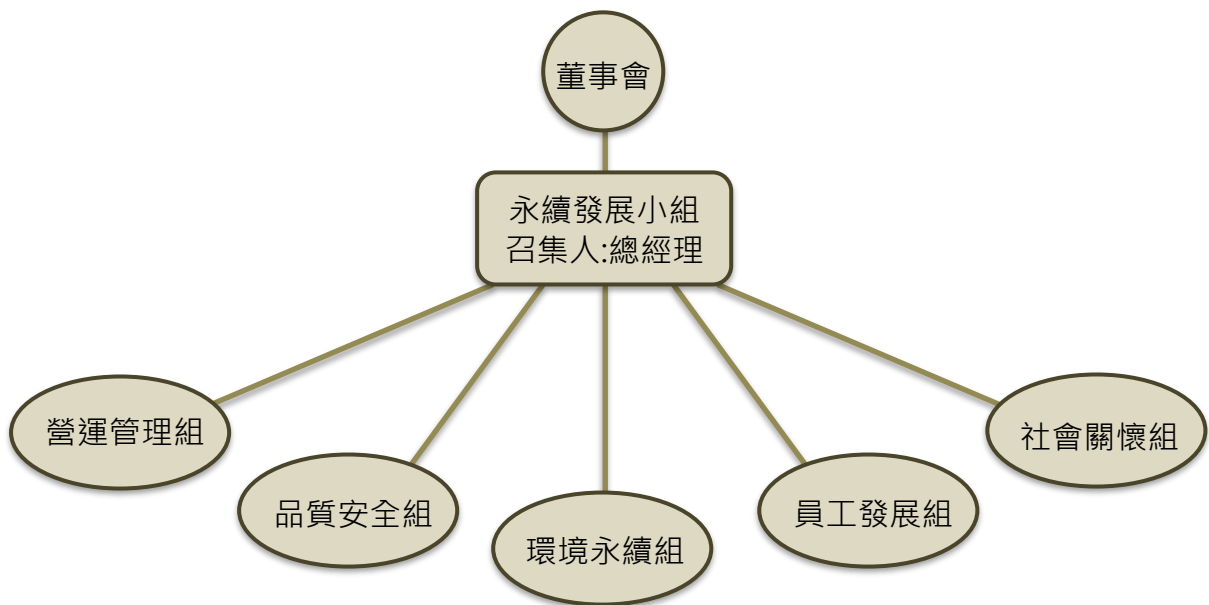 董事會
永續發展小組
召集人:總經理
營運管理組
品質安全組
環境永續組
員工發展組
社會關懷組